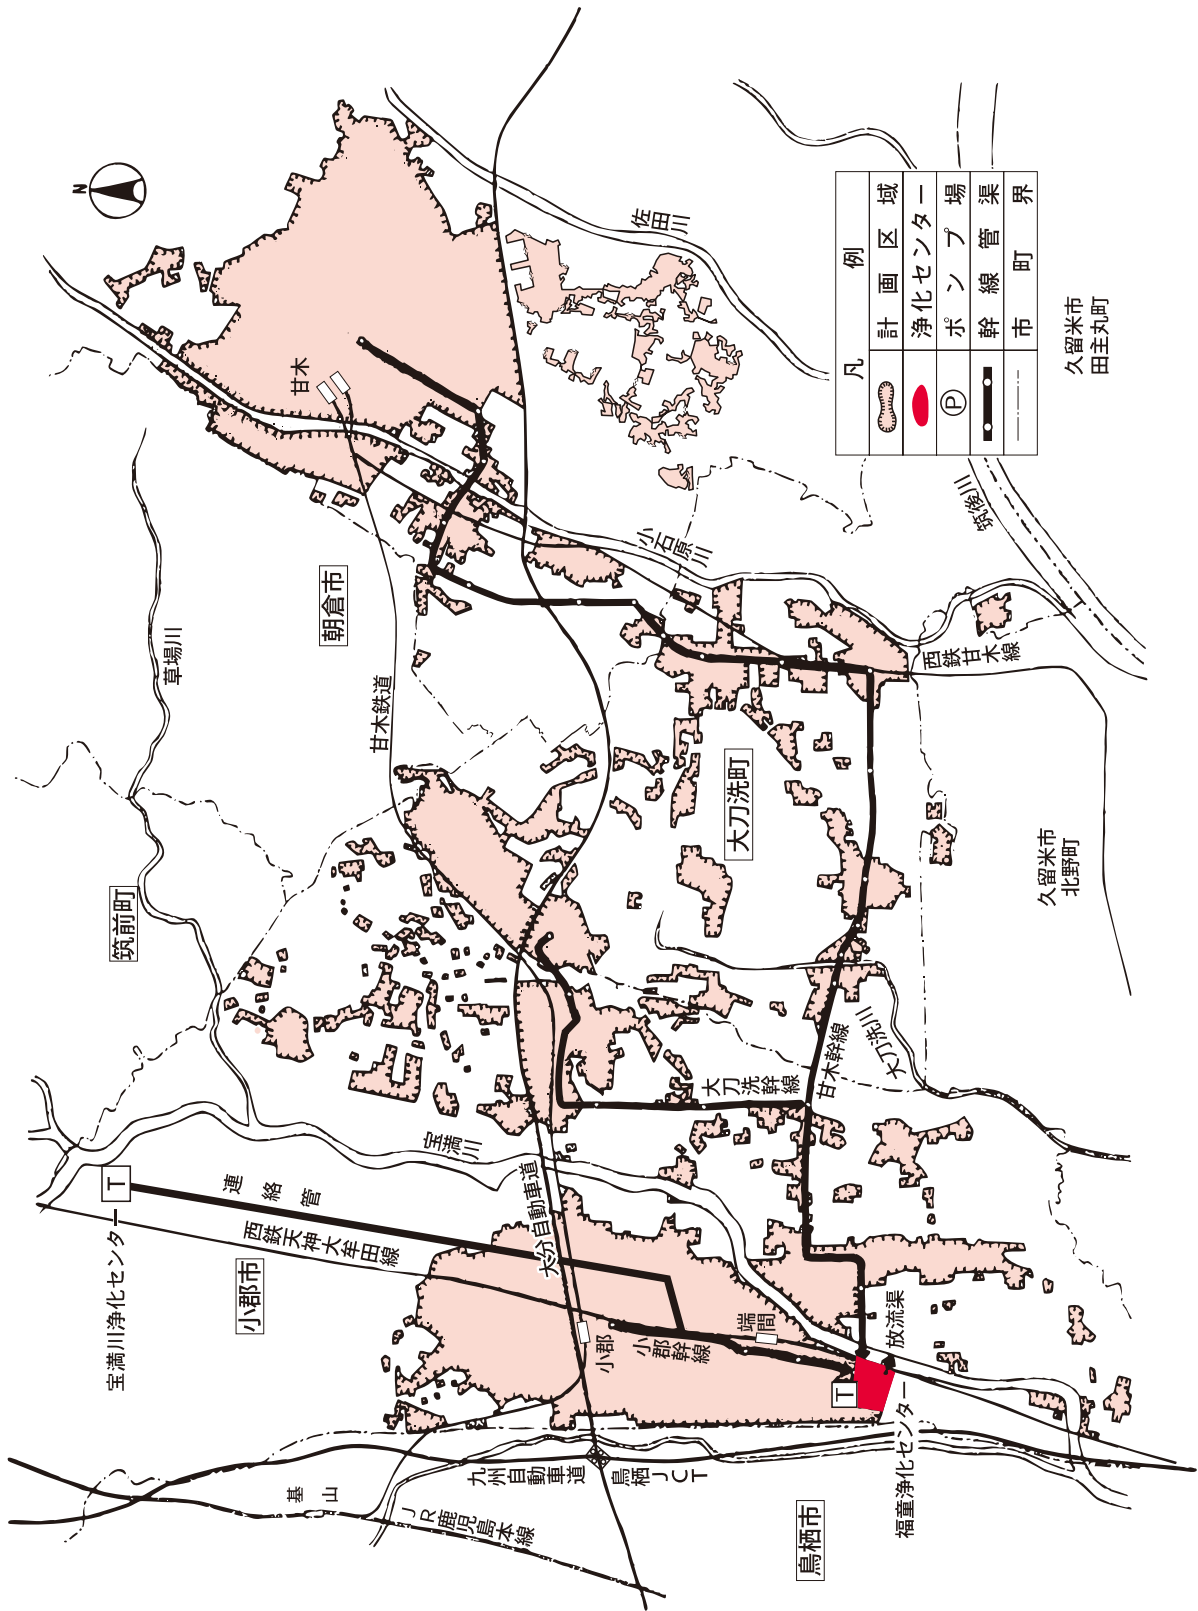 N
佐田川
甘木
凡例
計画区域
浄化センター
P
ポンプ場
幹線管渠
市町界
久留米市
田主丸町
筑後川
小石原川
朝倉市
草場川
甘木鉄道
西鉄甘木線
大刀洗町
筑前町
久留米市
北野町
大刀洗川
甘木幹線
大刀洗幹線
宝満川
T
連絡管
西鉄天神大牟田線
大分自動車道
宝満川浄化センター
小郡市
小郡
小郡幹線
端間
放流渠
T
福童浄化センター
九州自動車道
鳥栖JCT
基山
JR鹿児島本線
鳥栖市